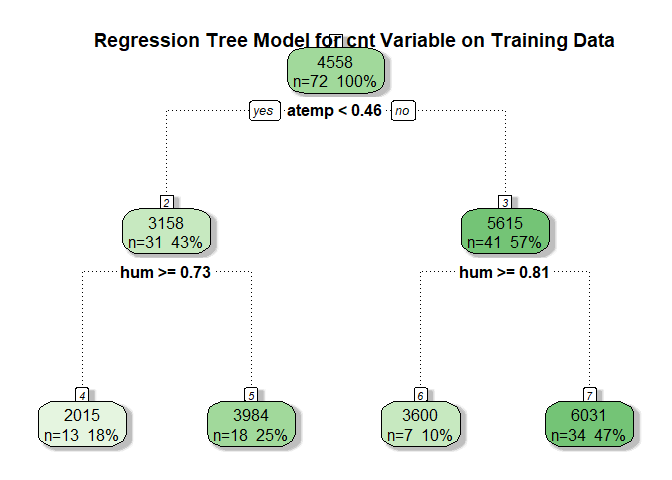 Regression Tree Model for cnt Variable on Training Data
4558
n=72 100%
yes atemp < 0.46 no
2
3158
n=31 43%
3
5615
n=41 57%
hum >= 0.73
hum >= 0.81
4
2015
n=13 18%
5
3984
n=18 25%
6
3600
n=7 10%
7
6031
n=34 47%